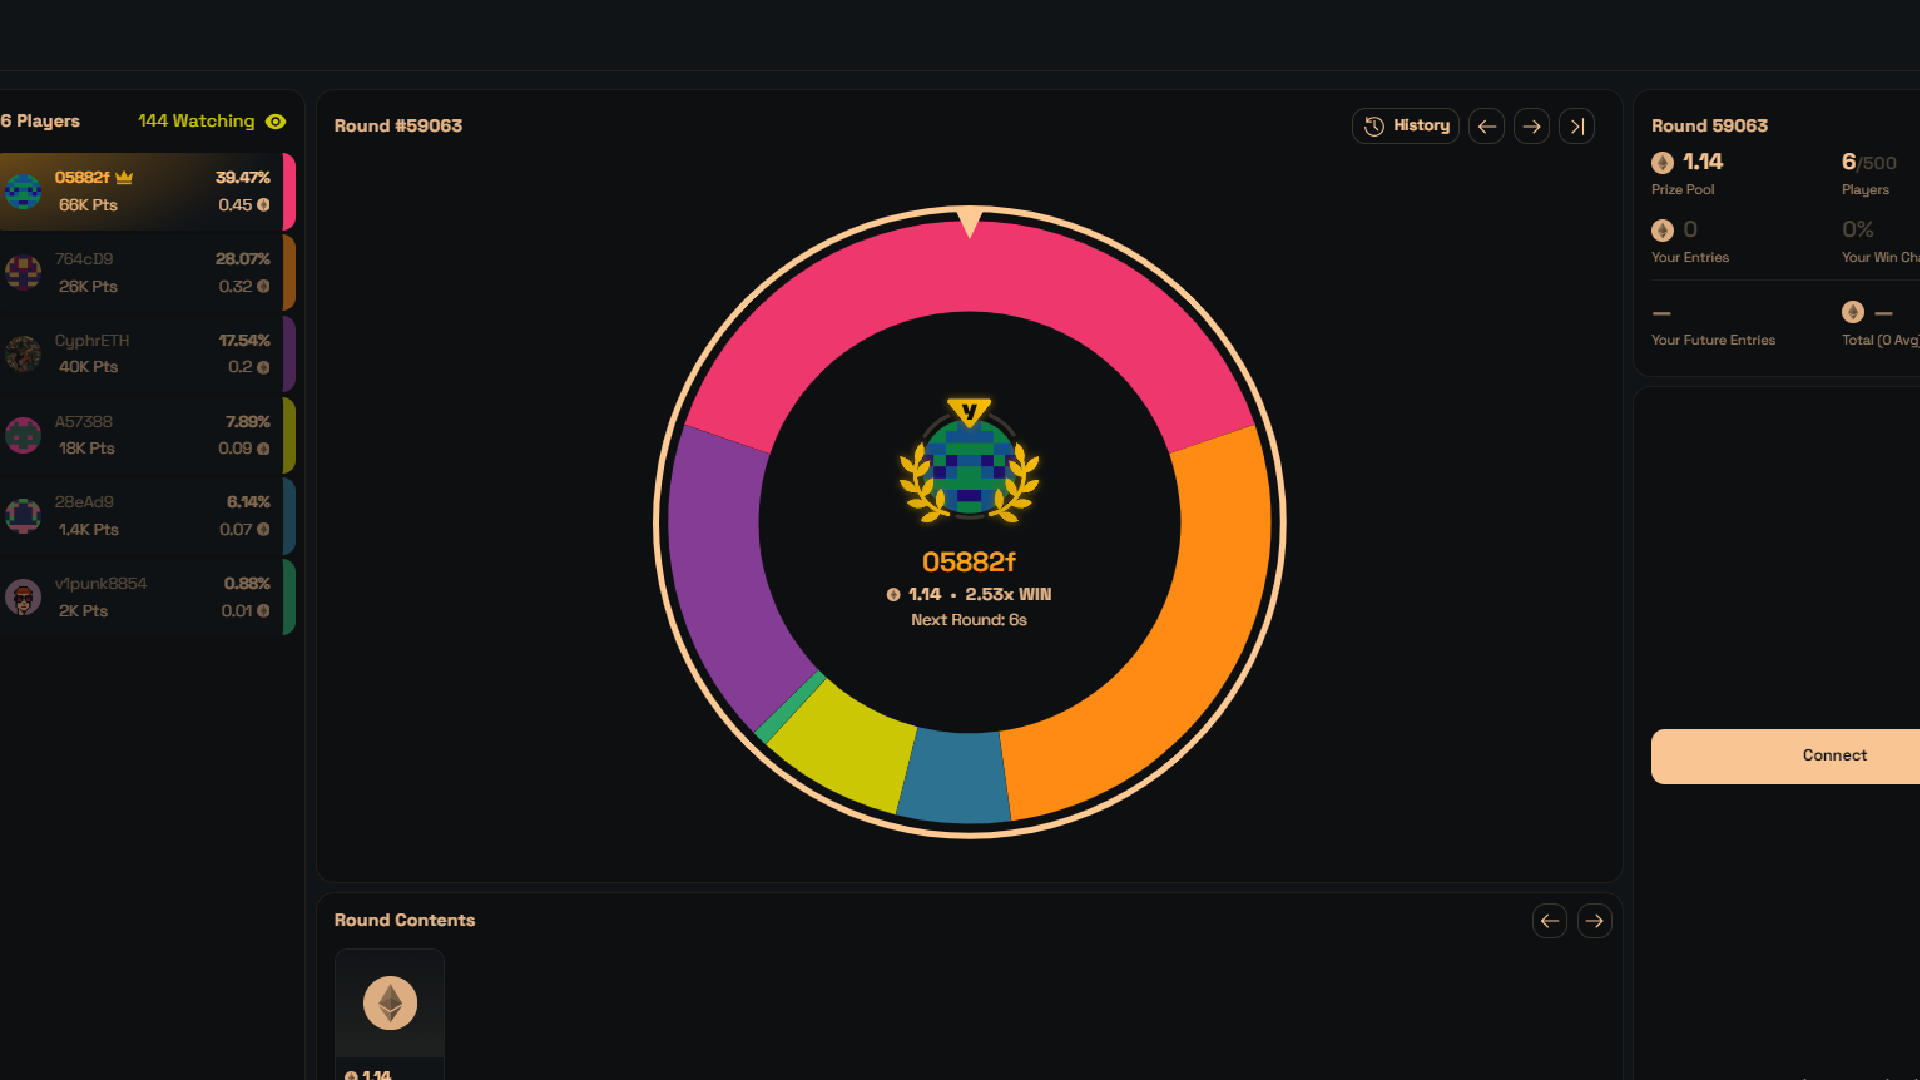 6 Players
144 Watching
05882f
39.47%
66K Pts
0.45
764cD9
28.07%
26K Pts
0.32
CyphrETH
17.54%
40K Pts
0.2
A57388
7.89%
18K Pts
0.09
28eAd9
6.14%
1.4K Pts
0.07
v1punk8854
0.88%
2K Pts
0.01
Round #59063
History
y
05882f
1.14 • 2.53x WIN
Next Round: 6s
Round Contents
1.14
Round 59063
1.14
6/500
Prize Pool
Players
0
0%
Your Entries
Your Win Cha
—
—
Your Future Entries
Total (0 Avg)
Connect